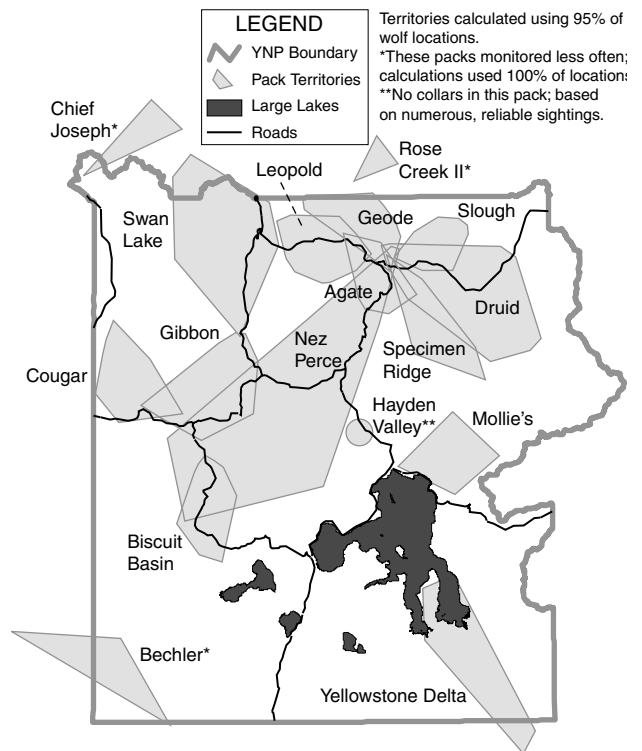 LEGEND
YNP Boundary
Pack Territories
Large Lakes
Roads
Territories calculated using 95% of
wolf locations.
*These packs monitored less often;
calculations used 100% of locations
**No collars in this pack; based
on numerous, reliable sightings.
Chief
Joseph*
Leopold
Rose
Creek II*
Swan
Lake
Geode
Slough
Agate
Druid
Gibbon
Nez
Perce
Specimen
Ridge
Cougar
Hayden
Valley**
Mollie's
Biscuit
Basin
Bechler*
Yellowstone Delta